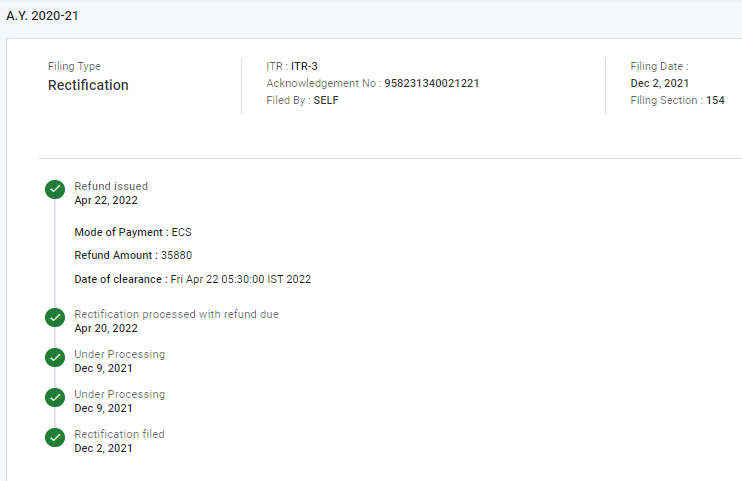 A.Y. 2020-21
Filing Type
Rectification
ITR : ITR-3
Acknowledgement No : 958231340021221
Filed By : SELF
Filing Date :
Dec 2, 2021
Filing Section : 154
Refund issued
Apr 22, 2022
Mode of Payment : ECS
Refund Amount : 35880
Date of clearance : Fri Apr 22 05:30:00 IST 2022
Rectification processed with refund due
Apr 20, 2022
Under Processing
Dec 9, 2021
Under Processing
Dec 9, 2021
Rectification filed
Dec 2, 2021